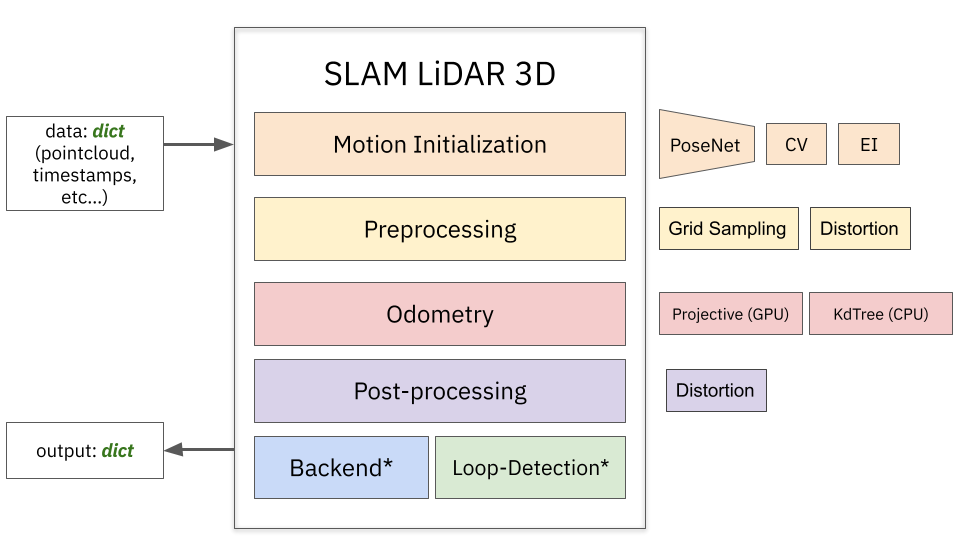 SLAM LiDAR 3D
data: dict
(pointcloud,
timestamps,
etc...)
Motion Initialization
PoseNet
CV
EI
Preprocessing
Grid Sampling
Distortion
Odometry
Projective (GPU)
KdTree (CPU)
Post-processing
Distortion
output: dict
Backend*
Loop-Detection*